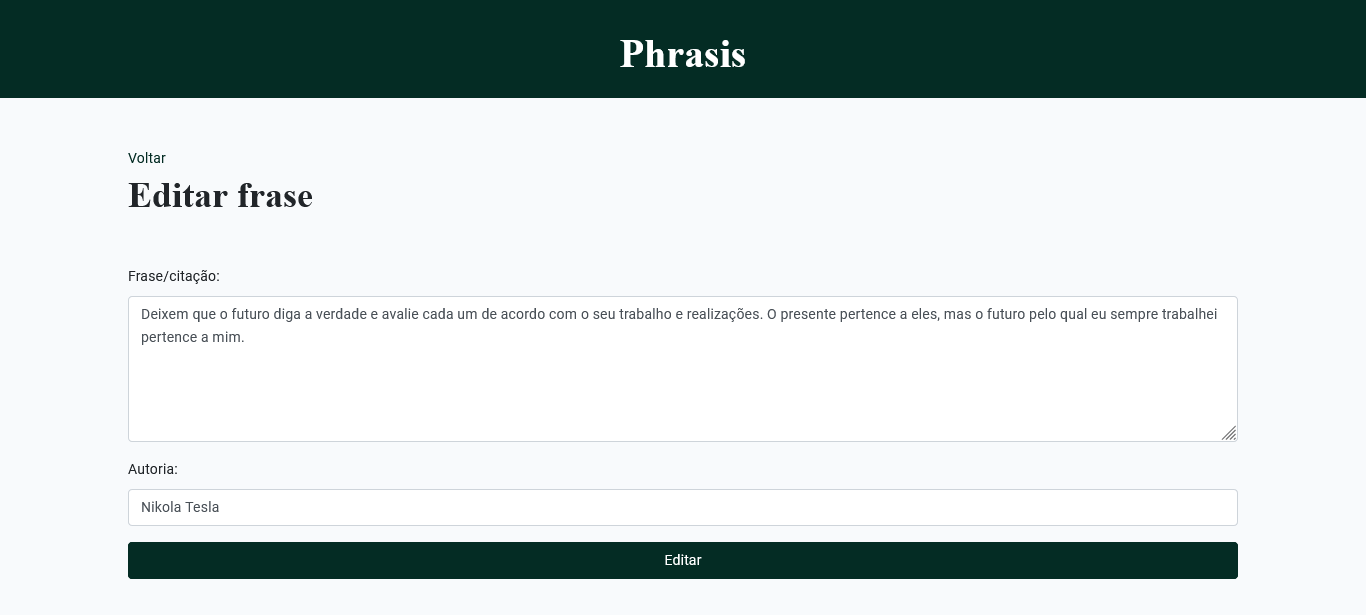 Phrasis
Voltar
Editar frase
Frase/citação:
Deixem que o futuro diga a verdade e avalie cada um de acordo com o seu trabalho e realizações. O presente pertence a eles, mas o futuro pelo qual eu sempre trabalhei
pertence a mim.
Autoria:
Nikola Tesla
Editar